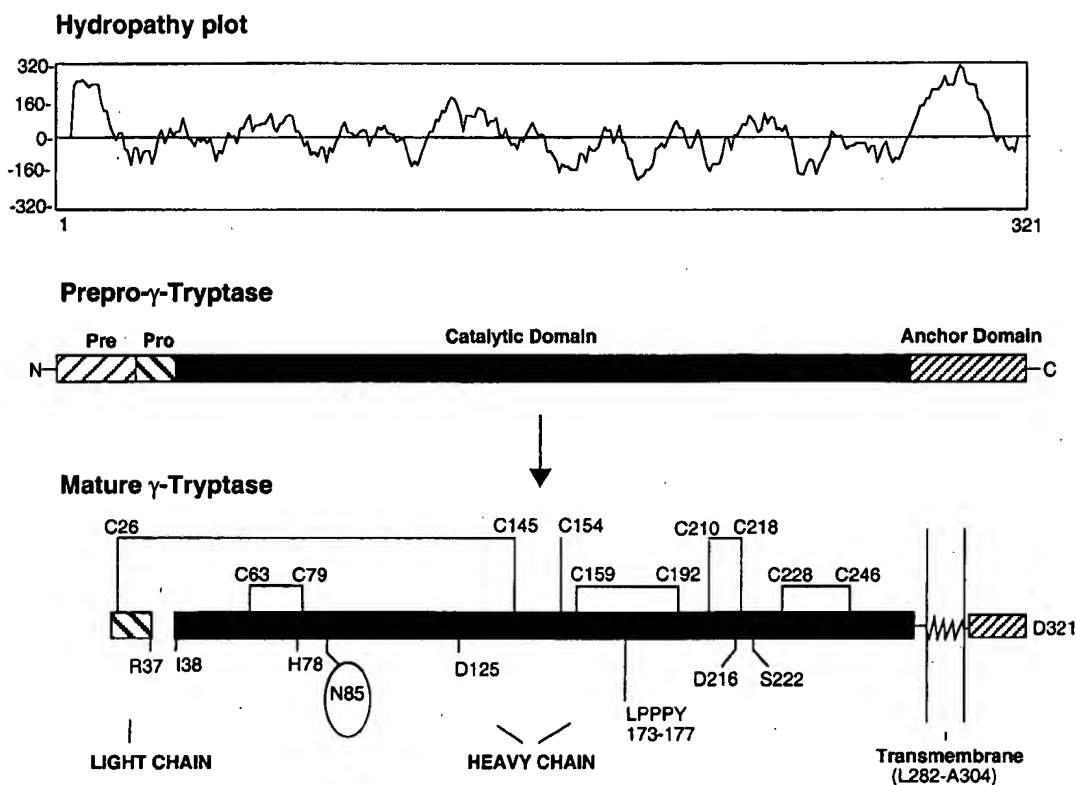 Hydropathy plot
320-
160-
0-
-160-
-320-
1 321
Prepro-γ-Tryptase
Pre Pro Catalytic Domain Anchor Domain
N C
Mature γ-Tryptase
C26 C145 C154 C210 C218
C63 C79 C159 C192 C228 C246
D321
R37 I38 H78 D125 D216 S222
N85
LPPPY
173-177
LIGHT CHAIN HEAVY CHAIN
Transmembrane
(L282-A304)